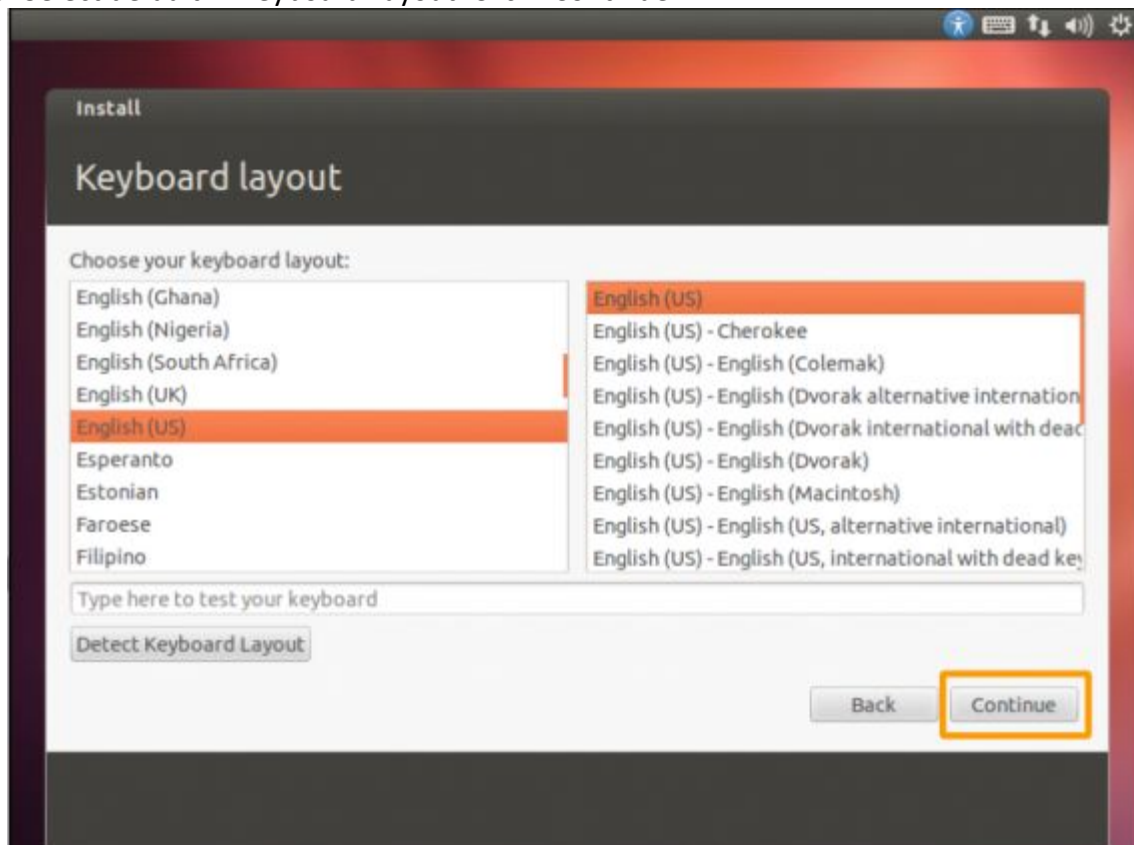 Install
Keyboard layout
Choose your keyboard layout:
English (Ghana)
English (Nigeria)
English (South Africa)
English (UK)
English (US)
Esperanto
Estonian
Faroese
Filipino
English (US)
English (US) - Cherokee
English (US) - English (Colemak)
English (US) - English (Dvorak alternative internation
English (US) - English (Dvorak international with dead
English (US) - English (Dvorak)
English (US) - English (Macintosh)
English (US) - English (US, alternative international)
English (US) - English (US, international with dead key
Type here to test your keyboard
Detect Keyboard Layout
Back
Continue